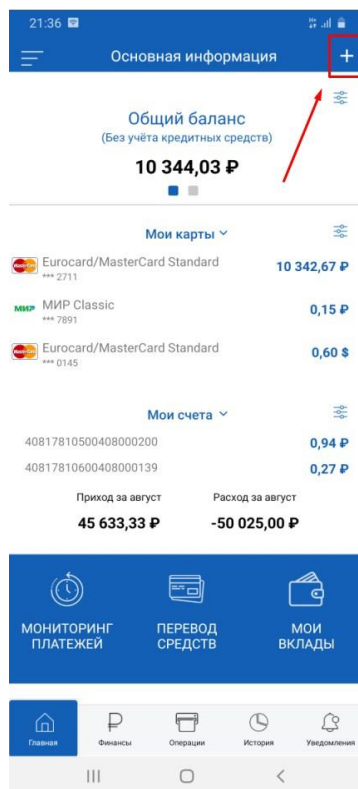 21:36
Основная информация
Общий баланс
(Без учёта кредитных средств)
10 344,03 ₽
Мои карты
Eurocard/MasterCard Standard
10 342,67 ₽
*** 2711
МИР
МИР Classic
0,15 ₽
*** 7891
Eurocard/MasterCard Standard
0,60 $
*** 0145
Мои счета
40817810500408000200
0,94 ₽
40817810600408000139
0,27 ₽
Приход за август
Расход за август
45 633,33 ₽
-50 025,00 ₽
МОНИТОРИНГ
ПЛАТЕЖЕЙ
ПЕРЕВОД
СРЕДСТВ
МОИ
ВКЛАДЫ
Главная
Финансы
Операции
История
Уведомления